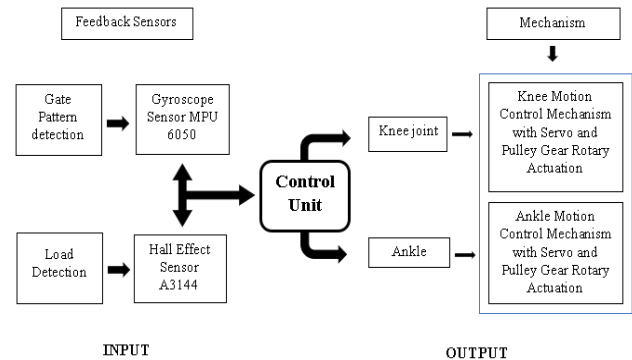 Feedback Sensors
Mechanism
Gate
Pattern
detection
Gyroscope
Sensor MPU
6050
Load
Detection
Hall Effect
Sensor
A3144
Control
Unit
Knee joint
Ankle
Knee Motion
Control Mechanism
with Servo and
Pulley Gear Rotary
Actuation
Ankle Motion
Control Mechanism
with Servo and
Pulley Gear Rotary
Actuation
INPUT
OUTPUT